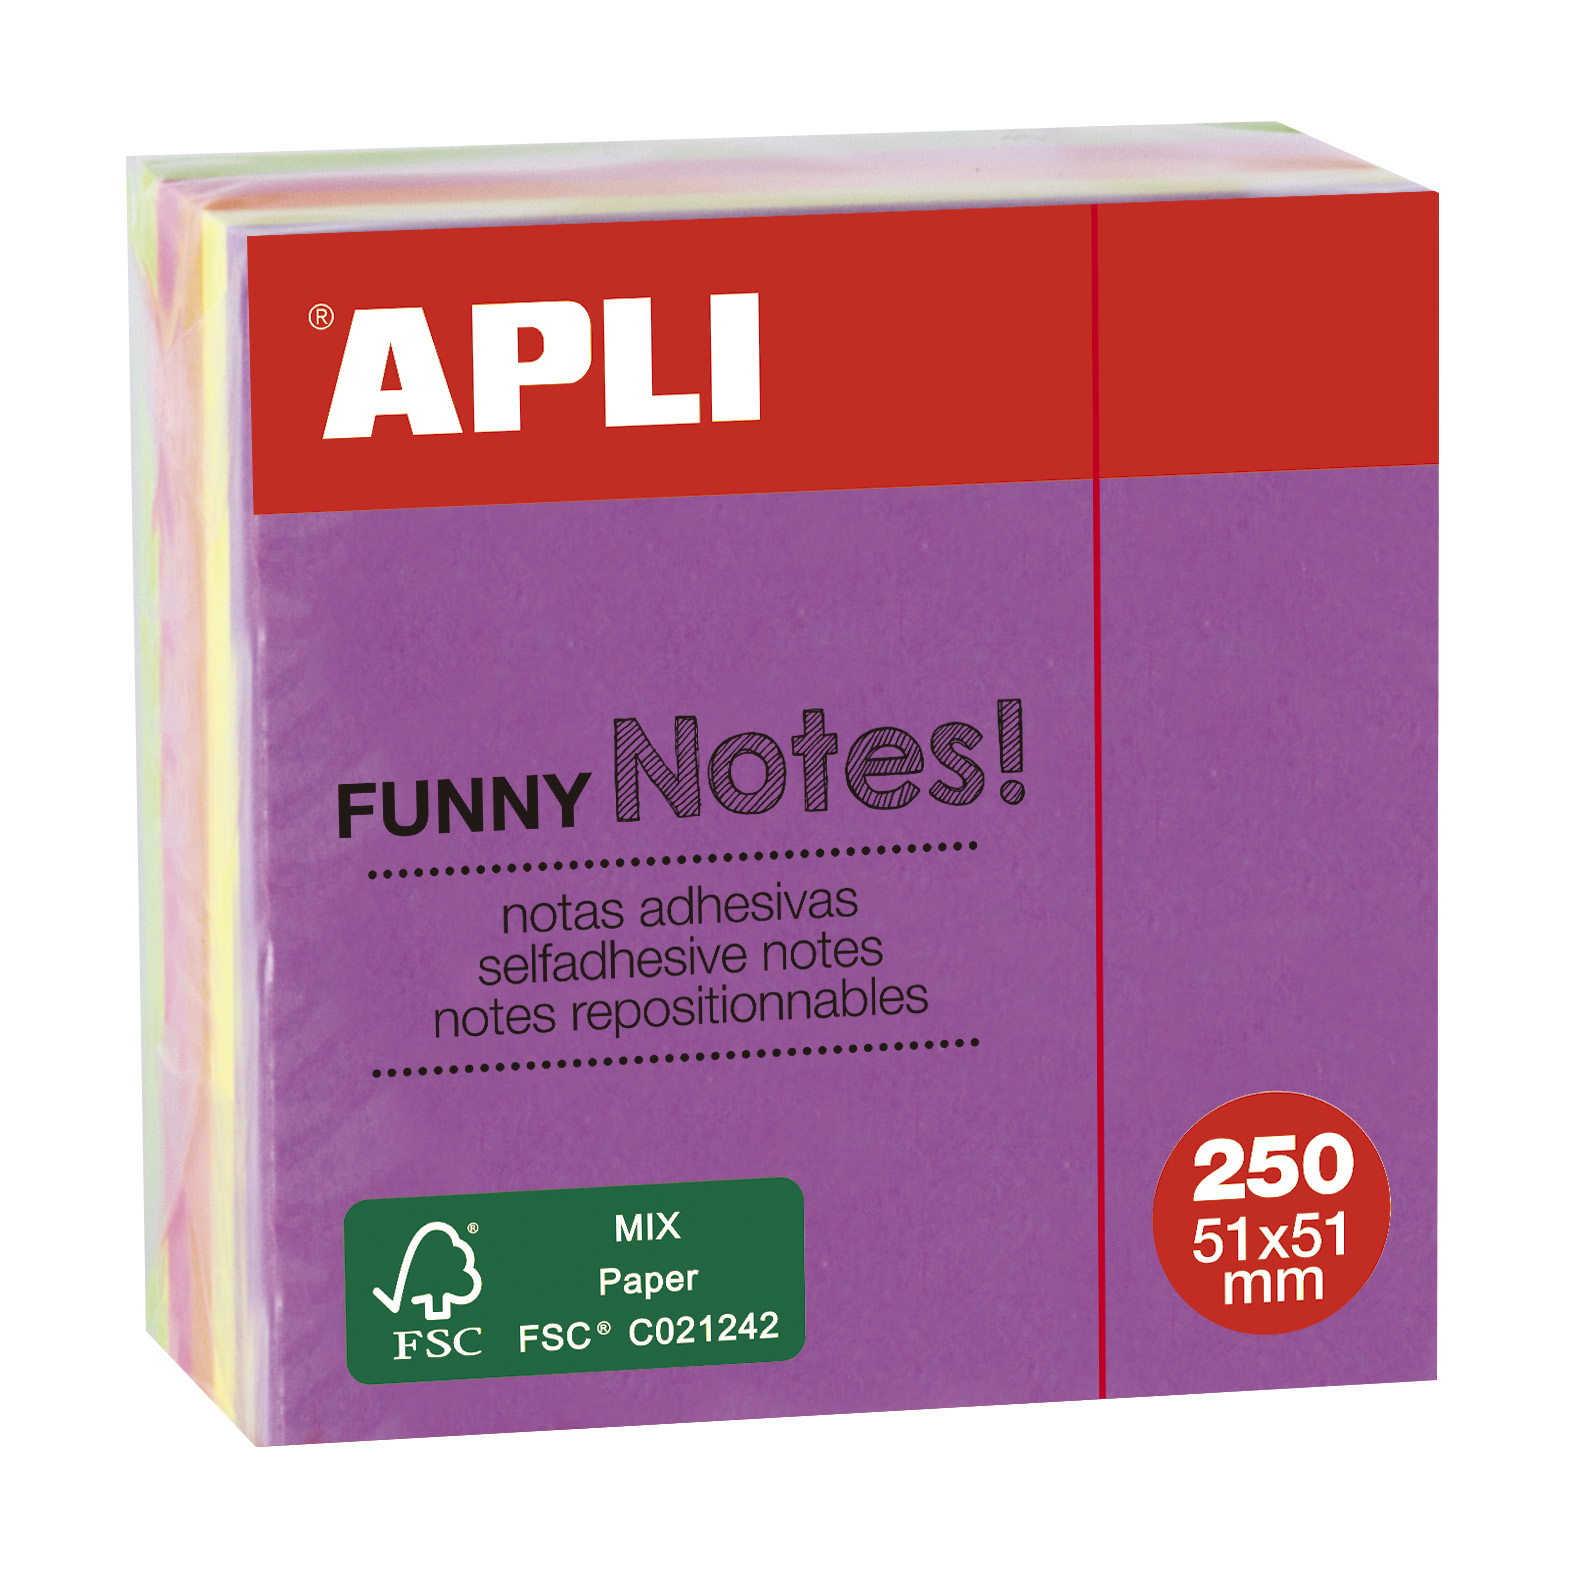 ® APLI
FUNNY Notes!
notas adhesivas
selfadhesive notes
notes repositionnables
MIX
Paper
FSC® C021242
®
FSC
250
51x51
mm